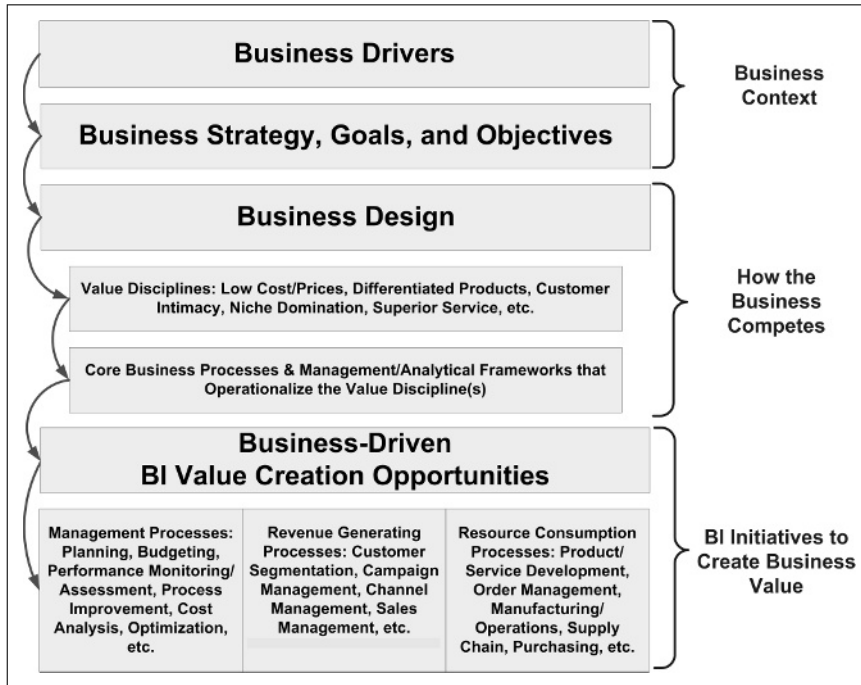 Business Drivers
Business Strategy, Goals, and Objectives
Business
Context
Business Design
Value Disciplines: Low Cost/Prices, Differentiated Products, Customer
Intimacy, Niche Domination, Superior Service, etc.
Core Business Processes & Management/Analytical Frameworks that
Operationalize the Value Discipline(s)
How the
Business
Competes
Business-Driven
BI Value Creation Opportunities
Management Processes:
Planning, Budgeting,
Performance Monitoring/
Assessment, Process
Improvement, Cost
Analysis, Optimization,
etc.
Revenue Generating
Processes: Customer
Segmentation, Campaign
Management, Channel
Management, Sales
Management, etc.
Resource Consumption
Processes: Product/
Service Development,
Order Management,
Manufacturing/
Operations, Supply
Chain, Purchasing, etc.
BI Initiatives to
Create Business
Value